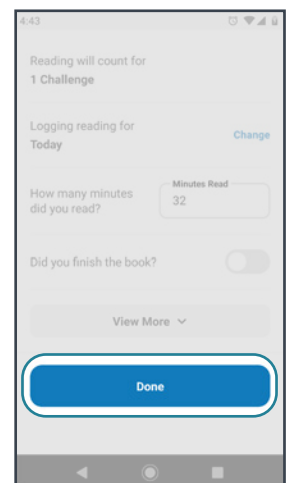 4:43
Reading will count for
1 Challenge
Logging reading for
Today
Change
How many minutes
did you read?
Minutes Read
32
Did you finish the book?
View More
Done